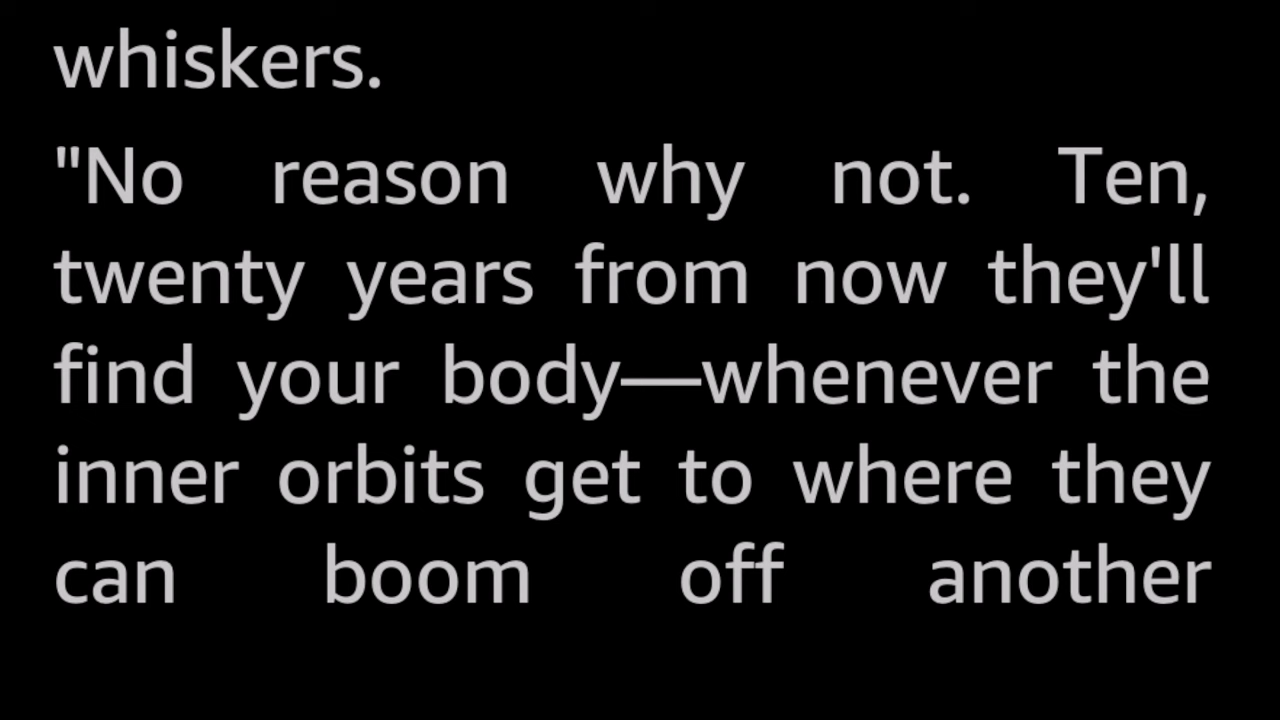 whiskers.
"No reason why not. Ten,
twenty years from now they'll
find your body—whenever the
inner orbits get to where they
can boom off another